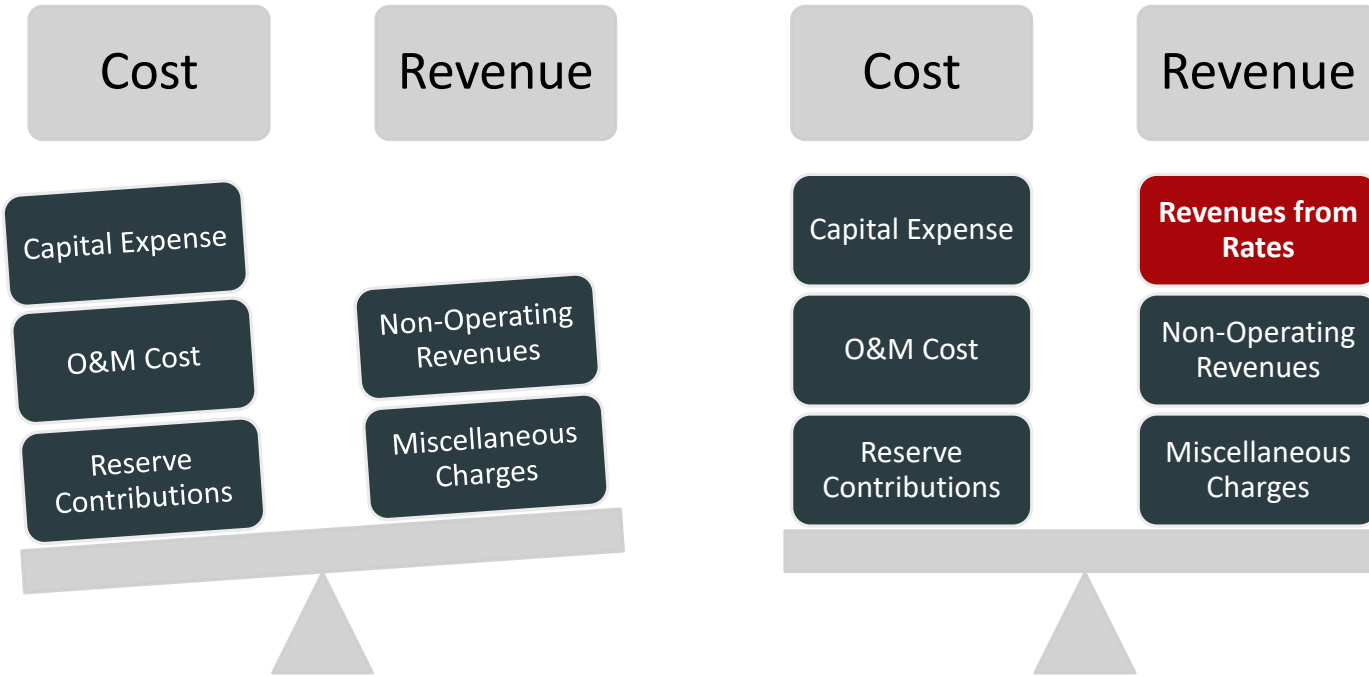 Cost
Revenue
Capital Expense
O&M Cost
Reserve
Contributions
Non-Operating
Revenues
Miscellaneous
Charges
Cost
Revenue
Capital Expense
O&M Cost
Reserve
Contributions
Revenues from
Rates
Non-Operating
Revenues
Miscellaneous
Charges